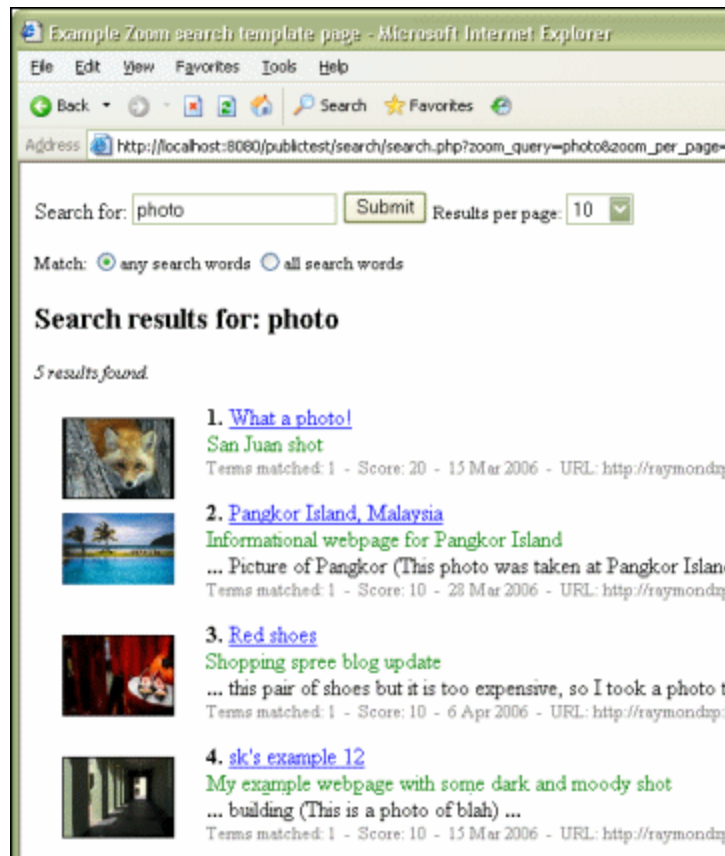 Example Zoom search template page - Microsoft Internet Explorer
File Edit View Favorites Tools Help
Back Search Favorites
Address http://localhost:8080/publictest/search/search.php?zoom_query=photo&zoom_per_page=
Search for: photo Submit Results per page: 10
Match: any search words all search words
Search results for: photo
5 results found.
1. What a photo!
San Juan shot
Terms matched: 1 - Score: 20 - 15 Mar 2006 - URL: http://raymondxp
2. Pangkor Island, Malaysia
Informational webpage for Pangkor Island
... Picture of Pangkor (This photo was taken at Pangkor Island
Terms matched: 1 - Score: 10 - 28 Mar 2006 - URL: http://raymondxp
3. Red shoes
Shopping spree blog update
... this pair of shoes but it is too expensive, so I took a photo t
Terms matched: 1 - Score: 10 - 6 Apr 2006 - URL: http://raymondxp:
4. sk's example 12
My example webpage with some dark and moody shot
... building (This is a photo of blah) ...
Terms matched: 1 - Score: 10 - 15 Mar 2006 - URL: http://raymondxp